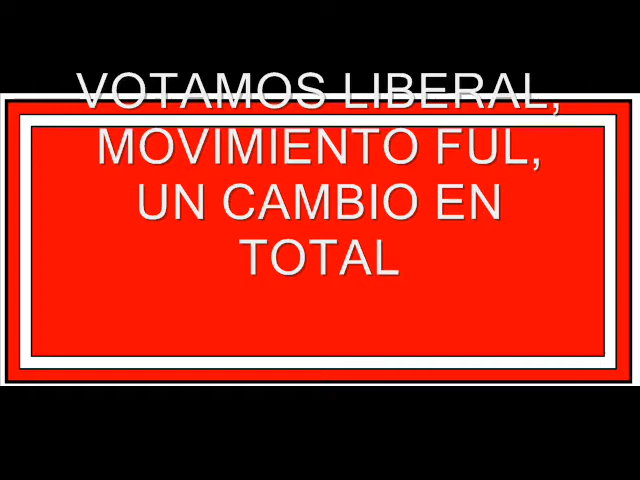 VOTAMOS LIBERAL,
MOVIMIENTO FUL,
UN CAMBIO EN
TOTAL